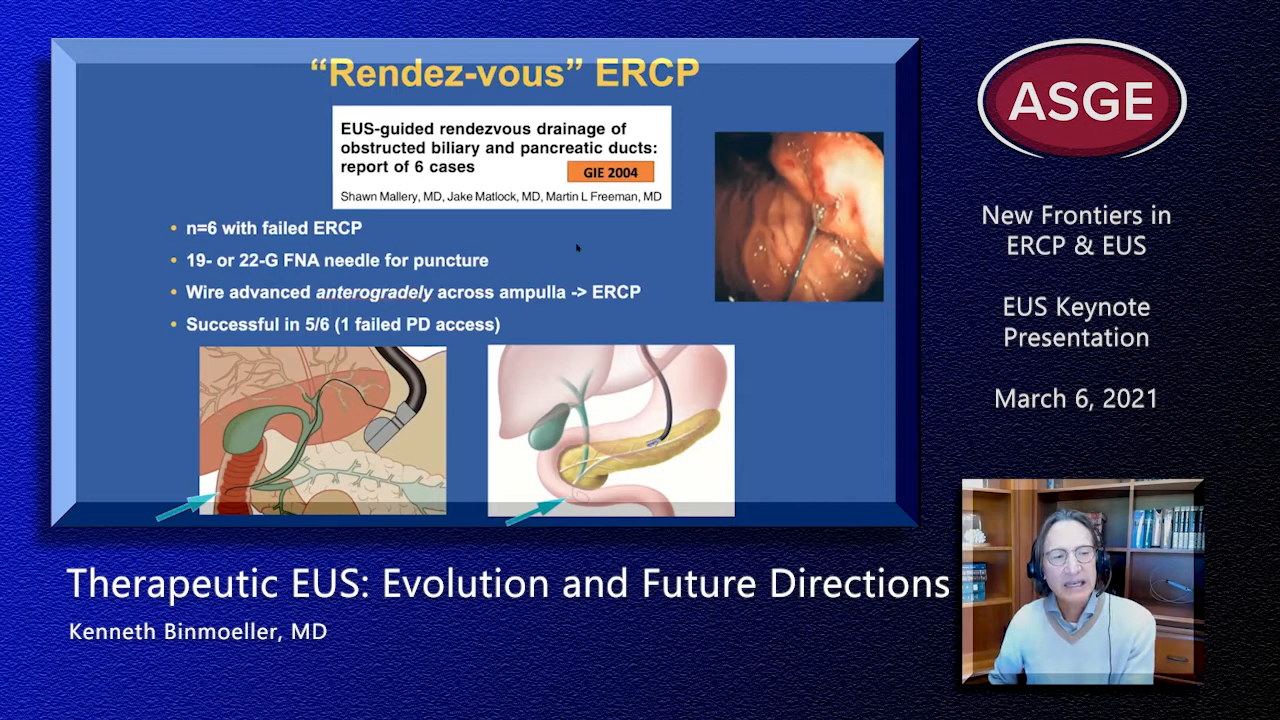 “Rendez-vous” ERCP
EUS-guided rendezvous drainage of
obstructed biliary and pancreatic ducts:
report of 6 cases
GIE 2004
Shawn Mallery, MD, Jake Matlock, MD, Martin L Freeman, MD
• n=6 with failed ERCP
• 19- or 22-G FNA needle for puncture
• Wire advanced anterogradely across ampulla -> ERCP
• Successful in 5/6 (1 failed PD access)
ASGE
New Frontiers in
ERCP & EUS
EUS Keynote
Presentation
March 6, 2021
Therapeutic EUS: Evolution and Future Directions
Kenneth Binmoeller, MD